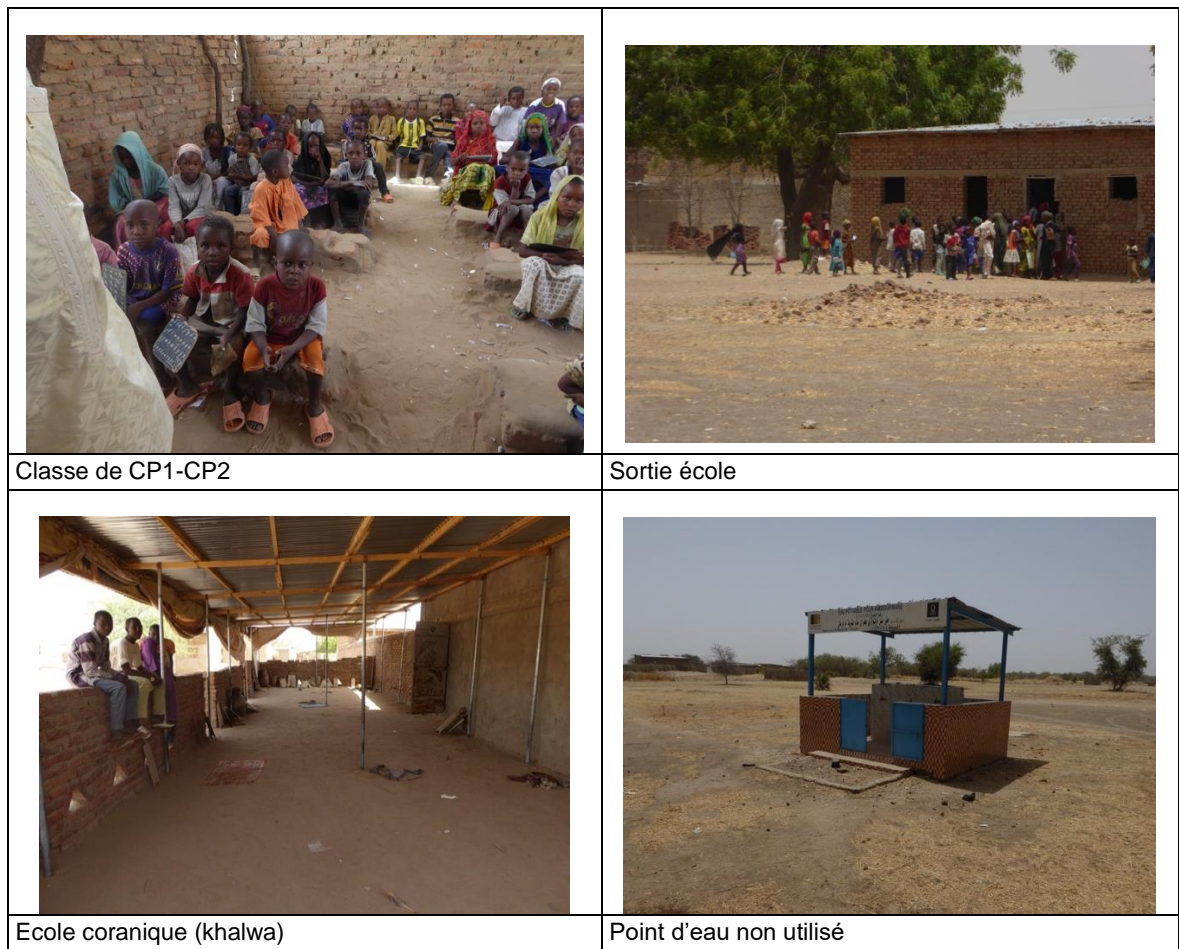 Classe de CP1-CP2
Sortie école
Ecole coranique (khalwa)
Point d'eau non utilisé